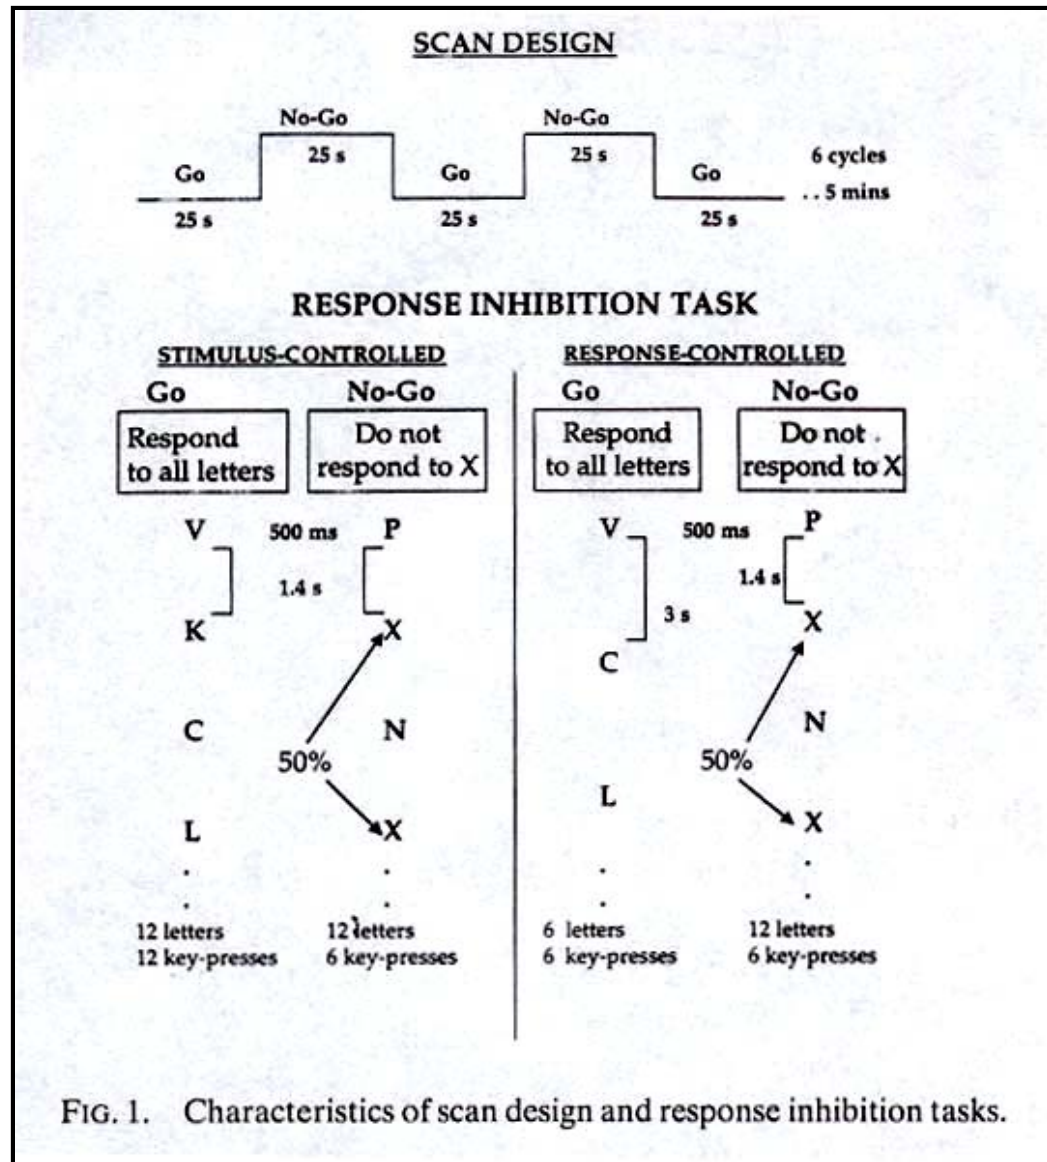 SCAN DESIGN
No-Go No-Go
25 s 25 s 6 cycles
Go Go Go
..5 mins
25 s 25 s 25 s
RESPONSE INHIBITION TASK
STIMULUS-CONTROLLED RESPONSE-CONTROLLED
Go No-Go Go No-Go
Respond Do not Respond Do not
to all letters respond to X to all letters respond to X
V 500 ms P V 500 ms P
1.4 s 1.4 s
3 s
K X X
C
C N N
50% 50%
L
L X X
. . . .
. . . .
12 letters 12 letters 6 letters 12 letters
12 key-presses 6 key-presses 6 key-presses 6 key-presses
FIG. 1. Characteristics of scan design and response inhibition tasks.